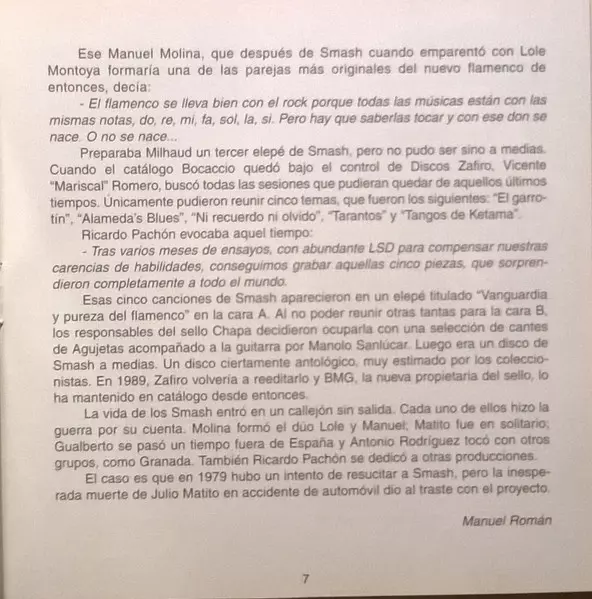 Ese Manuel Molina, que después de Smash cuando emparentó con Lole
Montoya formaría una de las parejas más originales del nuevo flamenco de
entonces, decía:
- El flamenco se lleva bien con el rock porque todas las músicas están con las
mismas notas, do, re, mi, fa, sol, la, si. Pero hay que saberlas tocar y con ese don se
nace. O no se nace...
Preparaba Milhaud un tercer elepé de Smash, pero no pudo ser sino a medias.
Cuando el catálogo Bocaccio quedó bajo el control de Discos Zafiro, Vicente
“Mariscal” Romero, buscó todas las sesiones que pudieran quedar de aquellos últimos
tiempos. Únicamente pudieron reunir cinco temas, que fueron los siguientes: “El garro-
tín”, “Alameda's Blues”, “Ni recuerdo ni olvido”, “Tarantos” y “Tangos de Ketama”.
Ricardo Pachón evocaba aquel tiempo:
- Tras varios meses de ensayos, con abundante LSD para compensar nuestras
carencias de habilidades, conseguimos grabar aquellas cinco piezas, que sorpren-
dieron completamente a todo el mundo.
Esas cinco canciones de Smash aparecieron en un elepé titulado “Vanguardia
y pureza del flamenco” en la cara A. Al no poder reunir otras tantas para la cara B,
los responsables del sello Chapa decidieron ocuparla con una selección de cantes
de Agujetas acompañado a la guitarra por Manolo Sanlúcar. Luego era un disco de
Smash a medias. Un disco ciertamente antológico, muy estimado por los coleccio-
nistas. En 1989, Zafiro volvería a reeditarlo y BMG, la nueva propietaria del sello, lo
ha mantenido en catálogo desde entonces.
La vida de los Smash entró en un callejón sin salida. Cada uno de ellos hizo la
guerra por su cuenta. Molina formó el dúo Lole y Manuel; Matito fue en solitario;
Gualberto se pasó un tiempo fuera de España y Antonio Rodríguez tocó con otros
grupos, como Granada. También Ricardo Pachón se dedicó a otras producciones.
El caso es que en 1979 hubo un intento de resucitar a Smash, pero la inespe-
rada muerte de Julio Matito en accidente de automóvil dio al traste con el proyecto.
Manuel Román
7